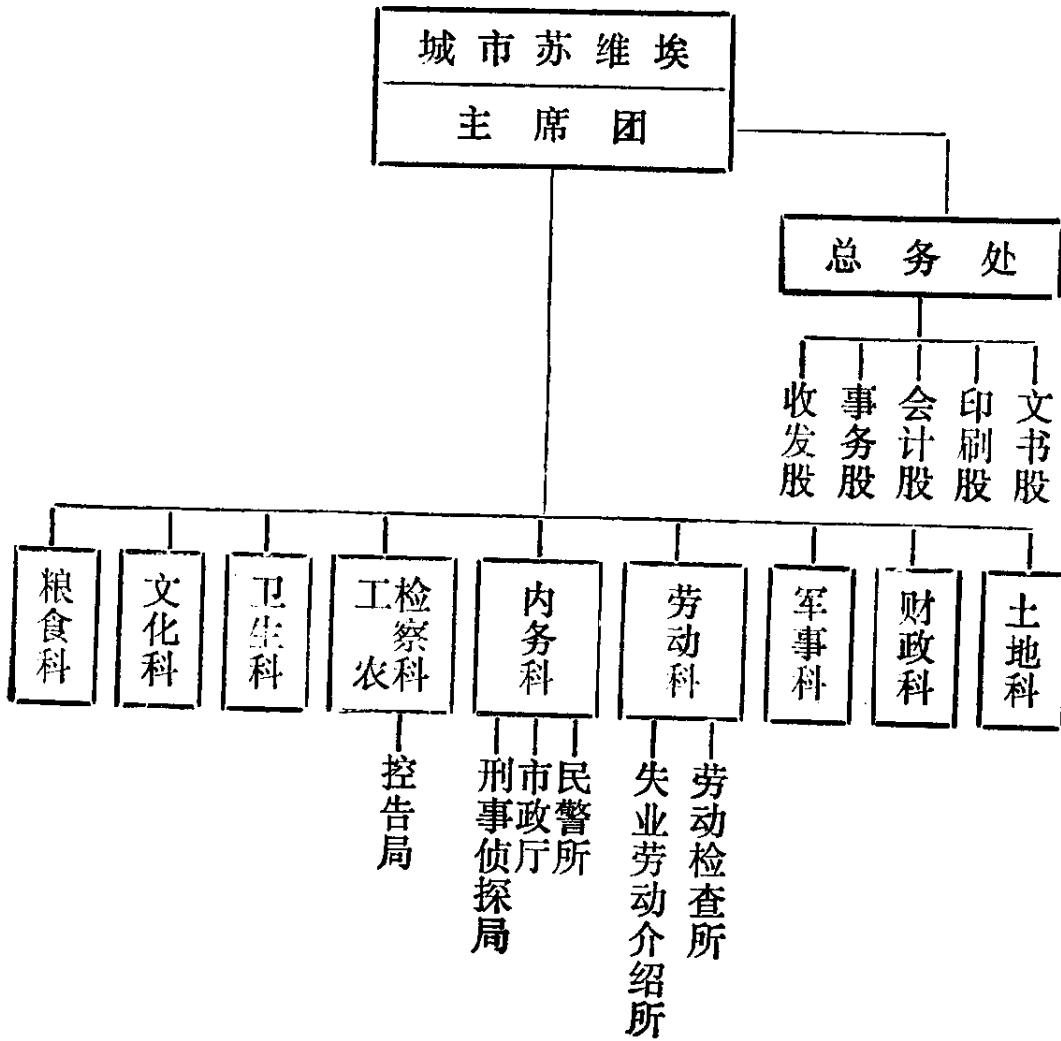 城市苏维埃
主席团
总务处
收发股
事务股
会计股
印刷股
文书股
粮食科
文化科
卫生科
工农检察科
内务科
劳动科
军事科
财政科
土地科
控告局
刑事侦探局
市政厅
民警所
失业劳动介绍所
劳动检查所